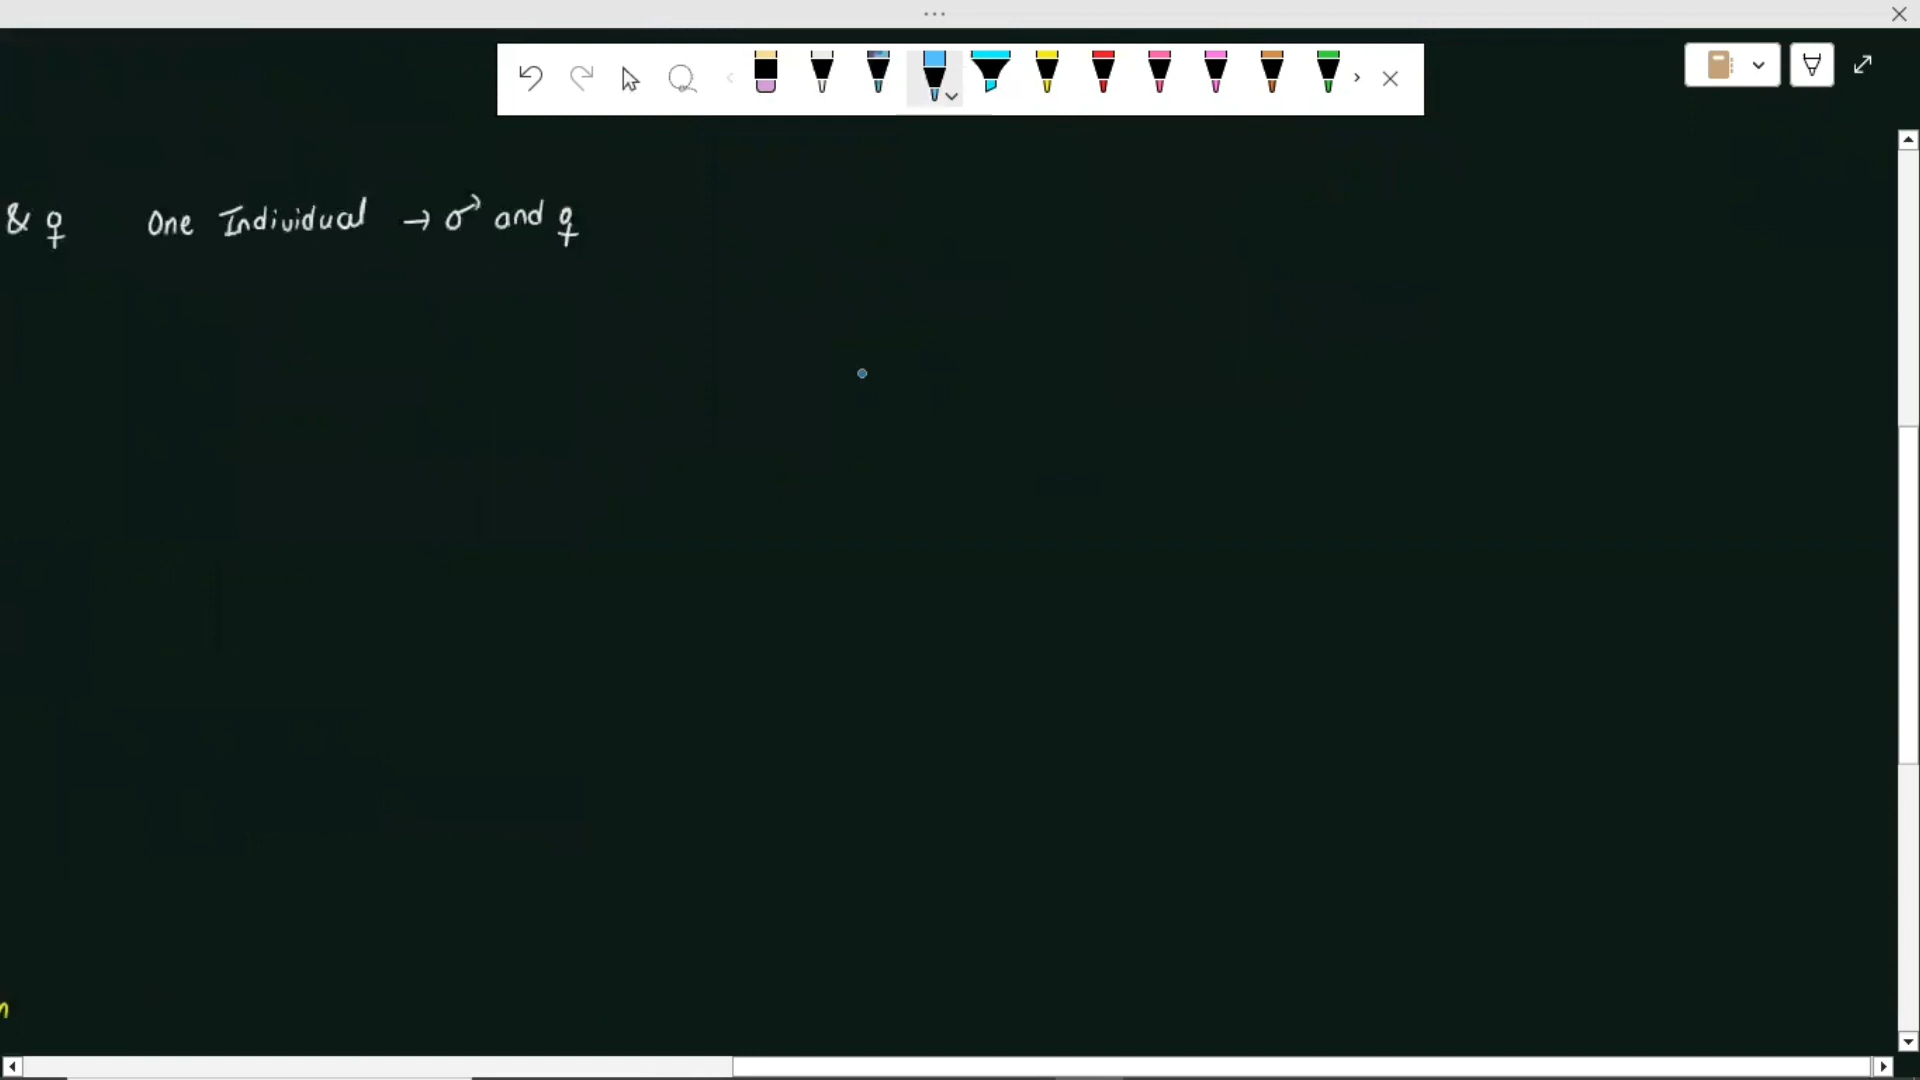 & ♀ One Individual → ♂ and ♀
n